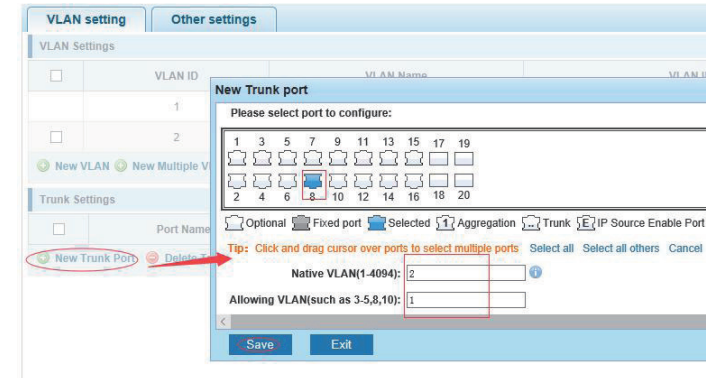 VLAN setting
Other settings
VLAN Settings
VLAN ID
VLAN Name
1
2
New VLAN New Multiple
Trunk Settings
Port Name
New Trunk Port Delete
New Trunk port
Please select port to configure:
1 3 5 7 9 11 13 15 17 19
2 4 6 8 10 12 14 16 18 20
Optional Fixed port Selected 1 Aggregation .. Trunk E IP Source Enable Port
Tip: Click and drag cursor over ports to select multiple ports Select all Select all others Cancel
Native VLAN(1-4094): 2
Allowing VLAN(such as 3-5,8,10): 1
Save Exit